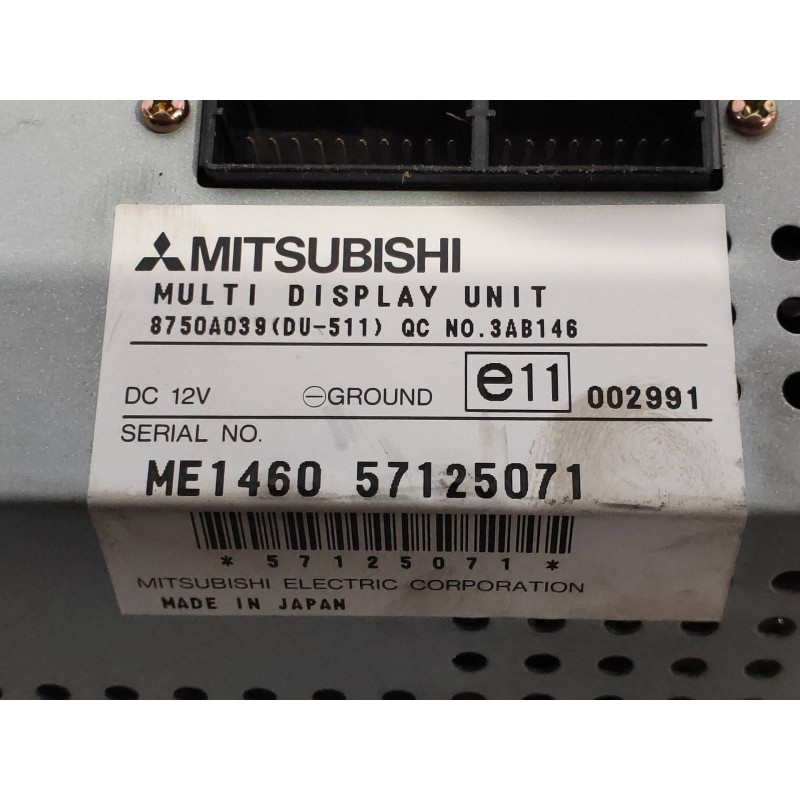 MITSUBISHI
MULTI DISPLAY UNIT
8750A039(DU-511) QC NO.3AB146
DC 12V ⊖GROUND e11 002991
SERIAL NO.
ME1460 57125071
*57125071*
MITSUBISHI ELECTRIC CORPORATION
MADE IN JAPAN